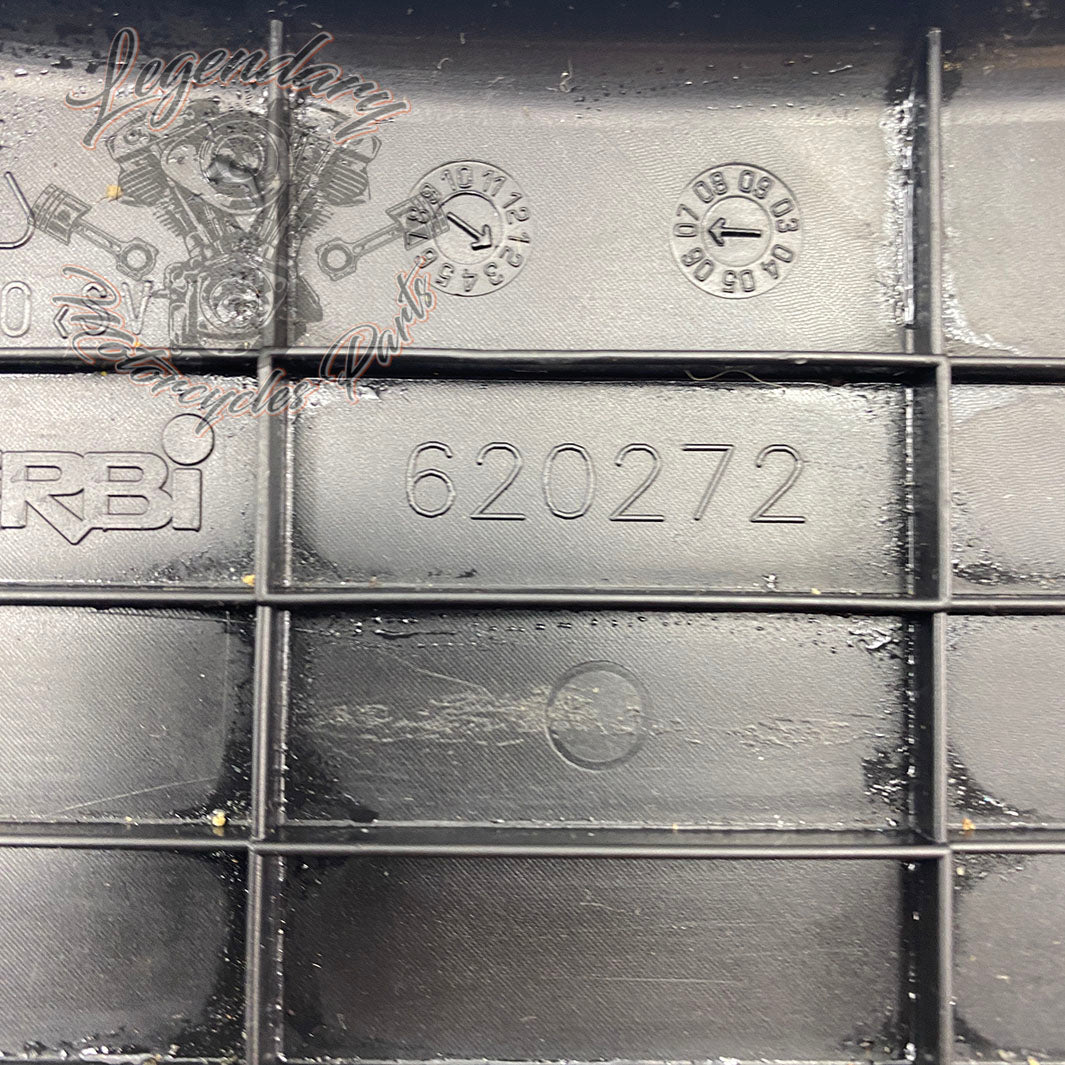 Legendary
7 8 9 10 11 12 1 2 3 4 5 6
07 08 09 03 04 05 06
Motorcycles Parts
RBi
620272